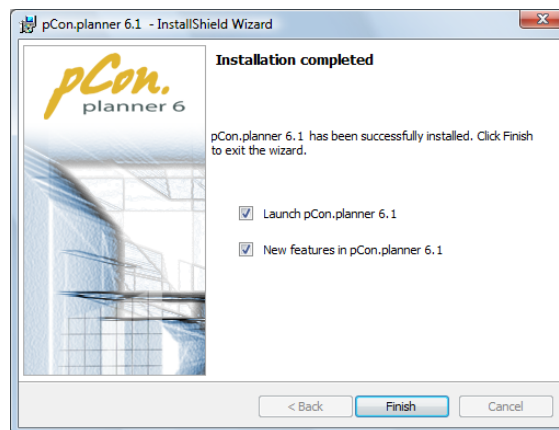 pCon.planner 6.1 - InstallShield Wizard
pCon.
planner 6
Installation completed
pCon.planner 6.1 has been successfully installed. Click Finish
to exit the wizard.
Launch pCon.planner 6.1
New features in pCon.planner 6.1
< Back
Finish
Cancel